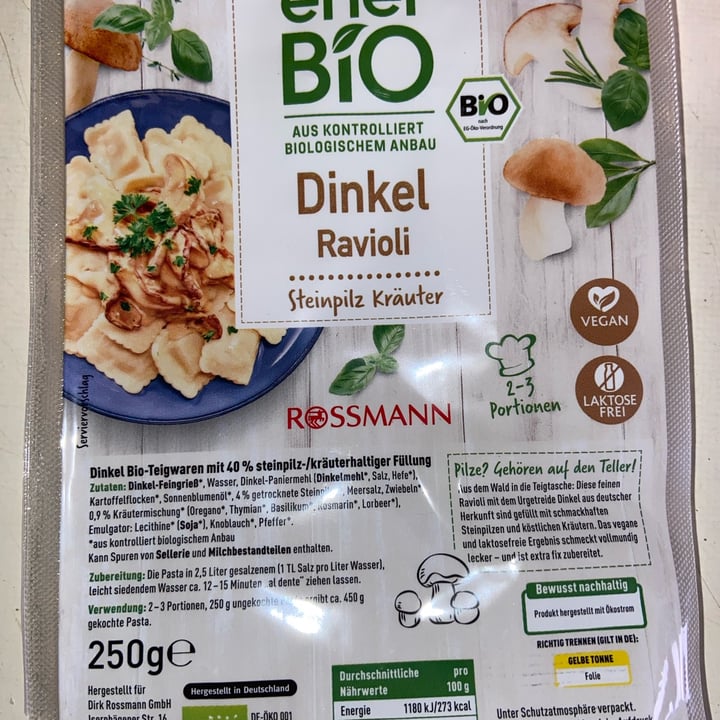 ener
BiO
AUS KONTROLLIERT
BIOLOGISCHEM ANBAU
BiO
nach
EG-Öko-Verordnung
Dinkel
Ravioli
Steinpilz Kräuter
VEGAN
LAKTOSE
FREI
2-3
Portionen
Serviervorschlag
ROSSMANN
Dinkel Bio-Teigwaren mit 40 % steinpilz-/kräuterhaltiger Füllung
Zutaten: Dinkel-Feingrieß*, Wasser, Dinkel-Paniermehl (Dinkelmehl*, Salz, Hefe*),
Kartoffelflocken*, Sonnenblumenöl*, 4 % getrocknete Meersalz, Zwiebeln*
0,9 % Kräutermischung* (Oregano*, Thymian*, Basilikum*, Rosmarin*, Lorbeer*),
Emulgator: Lecithine* (Soja*), Knoblauch*, Pfeffer*.
*aus kontrolliert biologischem Anbau
Kann Spuren von Sellerie und Milchbestandteilen enthalten.
Zubereitung: Die Pasta in 2,5 Liter gesalzenem (1 TL Salz pro Liter Wasser),
leicht siedendem Wasser ca. 12-15 Minuten „al dente" ziehen lassen.
Verwendung: 2-3 Portionen, 250 g ungekochte ergibt ca. 450 g
gekochte Pasta.
Pilze? Gehören auf den Teller!
Aus dem Wald in die Teigtasche: Diese feinen
Ravioli mit dem Urgetreide Dinkel aus deutscher
Herkunft sind gefüllt mit schmackhaften
Steinpilzen und köstlichen Kräutern. Das vegane
und laktosefreie Ergebnis schmeckt vollmundig
lecker – und ist extra fix zubereitet.
Bewusst nachhaltig
Produkt hergestellt mit Ökostrom
RICHTIG TRENNEN (GILT IN DE):
GELBE TONNE
Folie
250g℮
Hergestellt für
Dirk Rossmann GmbH
Isernhägener Str. 16
Hergestellt in Deutschland
DE-ÖKO 001
Durchschnittliche pro
Nährwerte 100 g
Energie 1180 kJ/273 kcal
Unter Schutzatmosphäre verpackt.